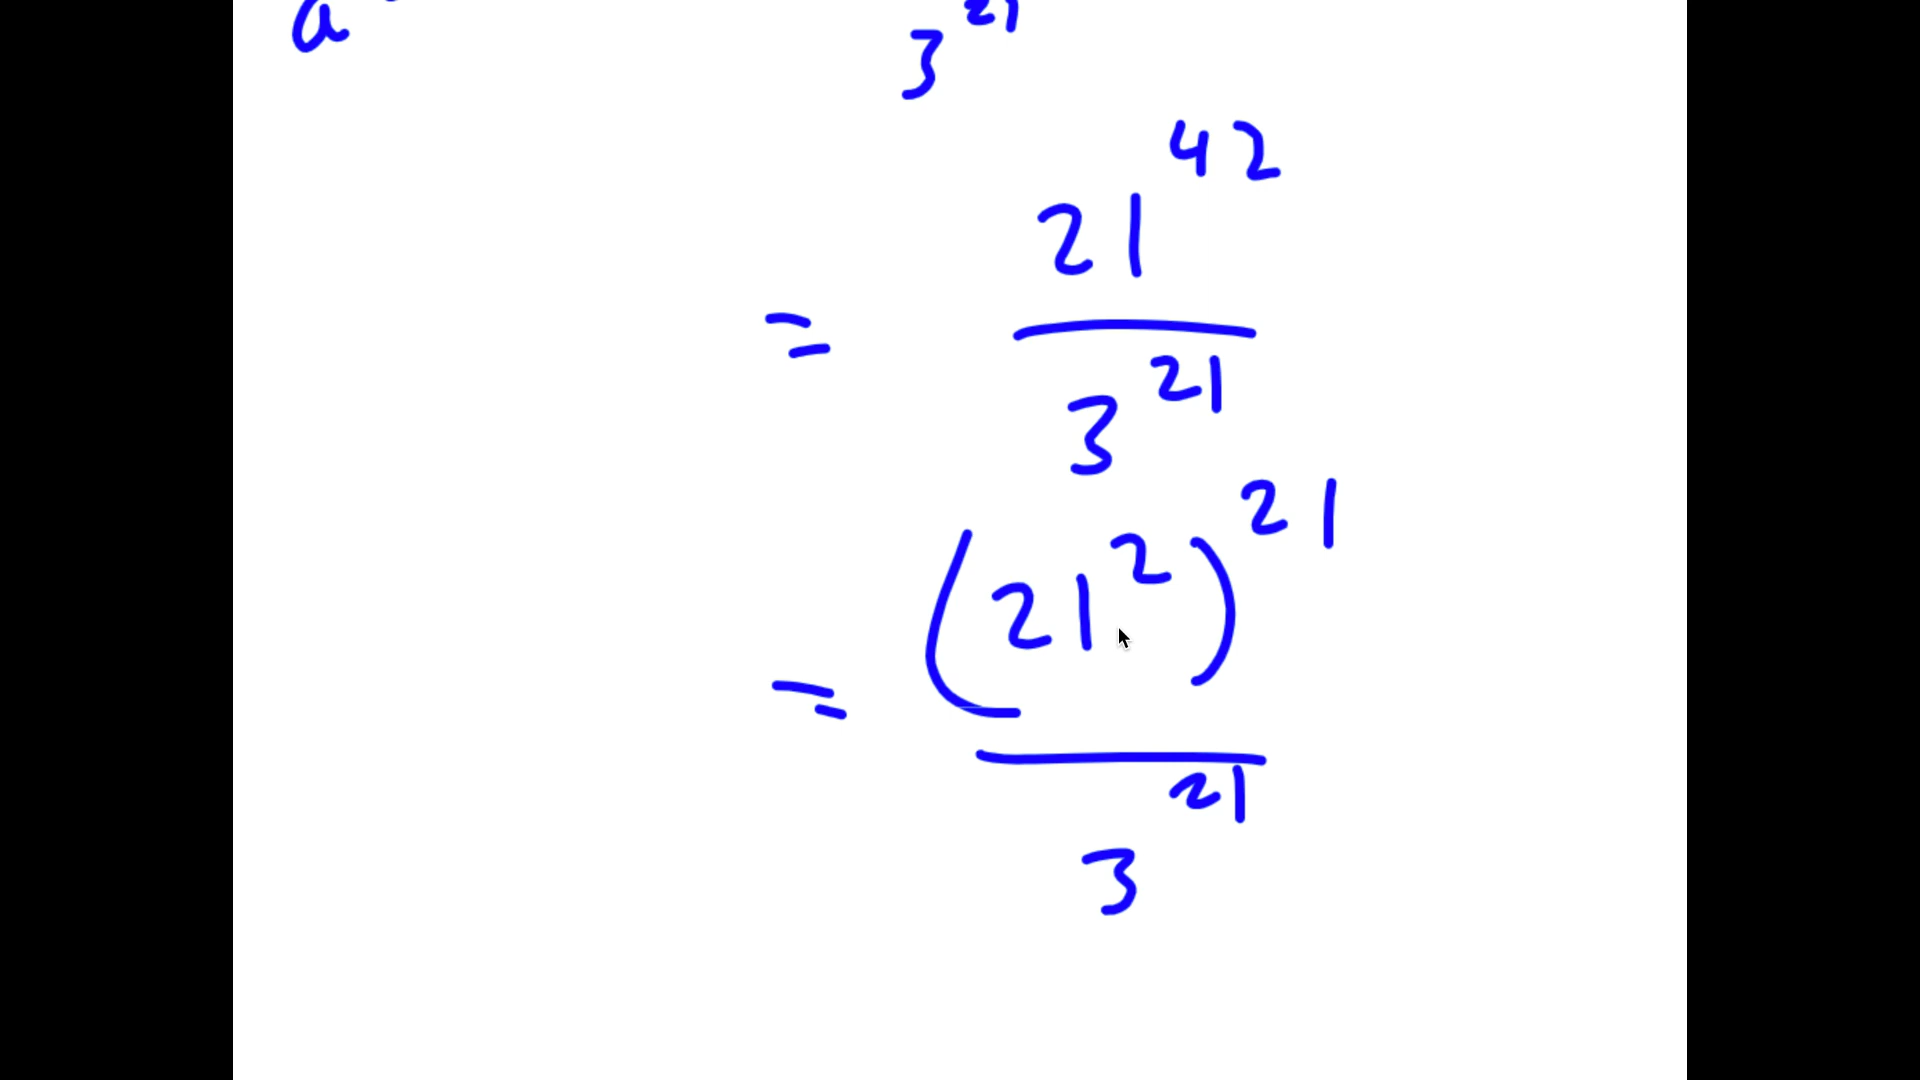 a
3^21
= 21^42 / 3^21
= (21^2)^21 / 3^21